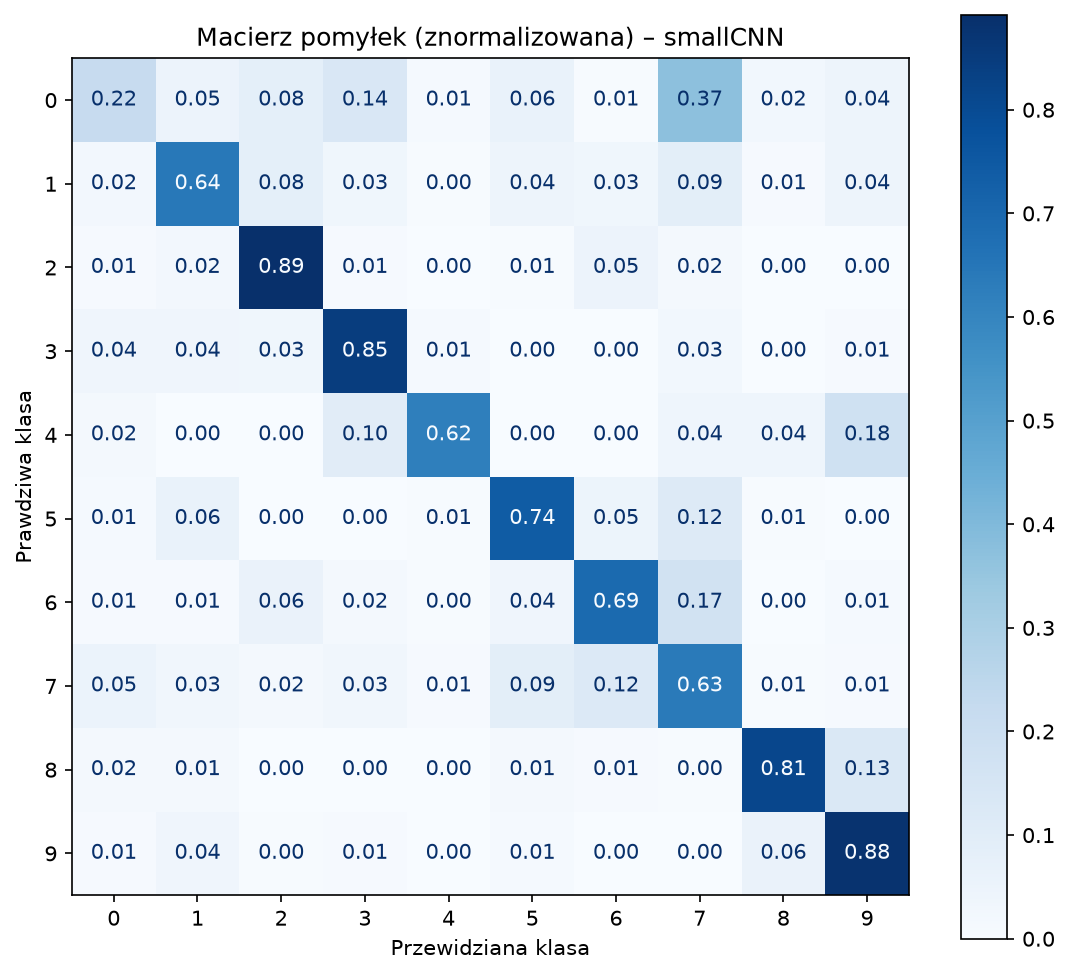 Macierz pomyłek (znormalizowana) – smallCNN
0 0.22 0.05 0.08 0.14 0.01 0.06 0.01 0.37 0.02 0.04
1 0.02 0.64 0.08 0.03 0.00 0.04 0.03 0.09 0.01 0.04
2 0.01 0.02 0.89 0.01 0.00 0.01 0.05 0.02 0.00 0.00
3 0.04 0.04 0.03 0.85 0.01 0.00 0.00 0.03 0.00 0.01
4 0.02 0.00 0.00 0.10 0.62 0.00 0.00 0.04 0.04 0.18
5 0.01 0.06 0.00 0.00 0.01 0.74 0.05 0.12 0.01 0.00
6 0.01 0.01 0.06 0.02 0.00 0.04 0.69 0.17 0.00 0.01
7 0.05 0.03 0.02 0.03 0.01 0.09 0.12 0.63 0.01 0.01
8 0.02 0.01 0.00 0.00 0.00 0.01 0.01 0.00 0.81 0.13
9 0.01 0.04 0.00 0.01 0.00 0.01 0.00 0.00 0.06 0.88
0 1 2 3 4 5 6 7 8 9
Przewidziana klasa
Prawdziwa klasa
0.8
0.7
0.6
0.5
0.4
0.3
0.2
0.1
0.0